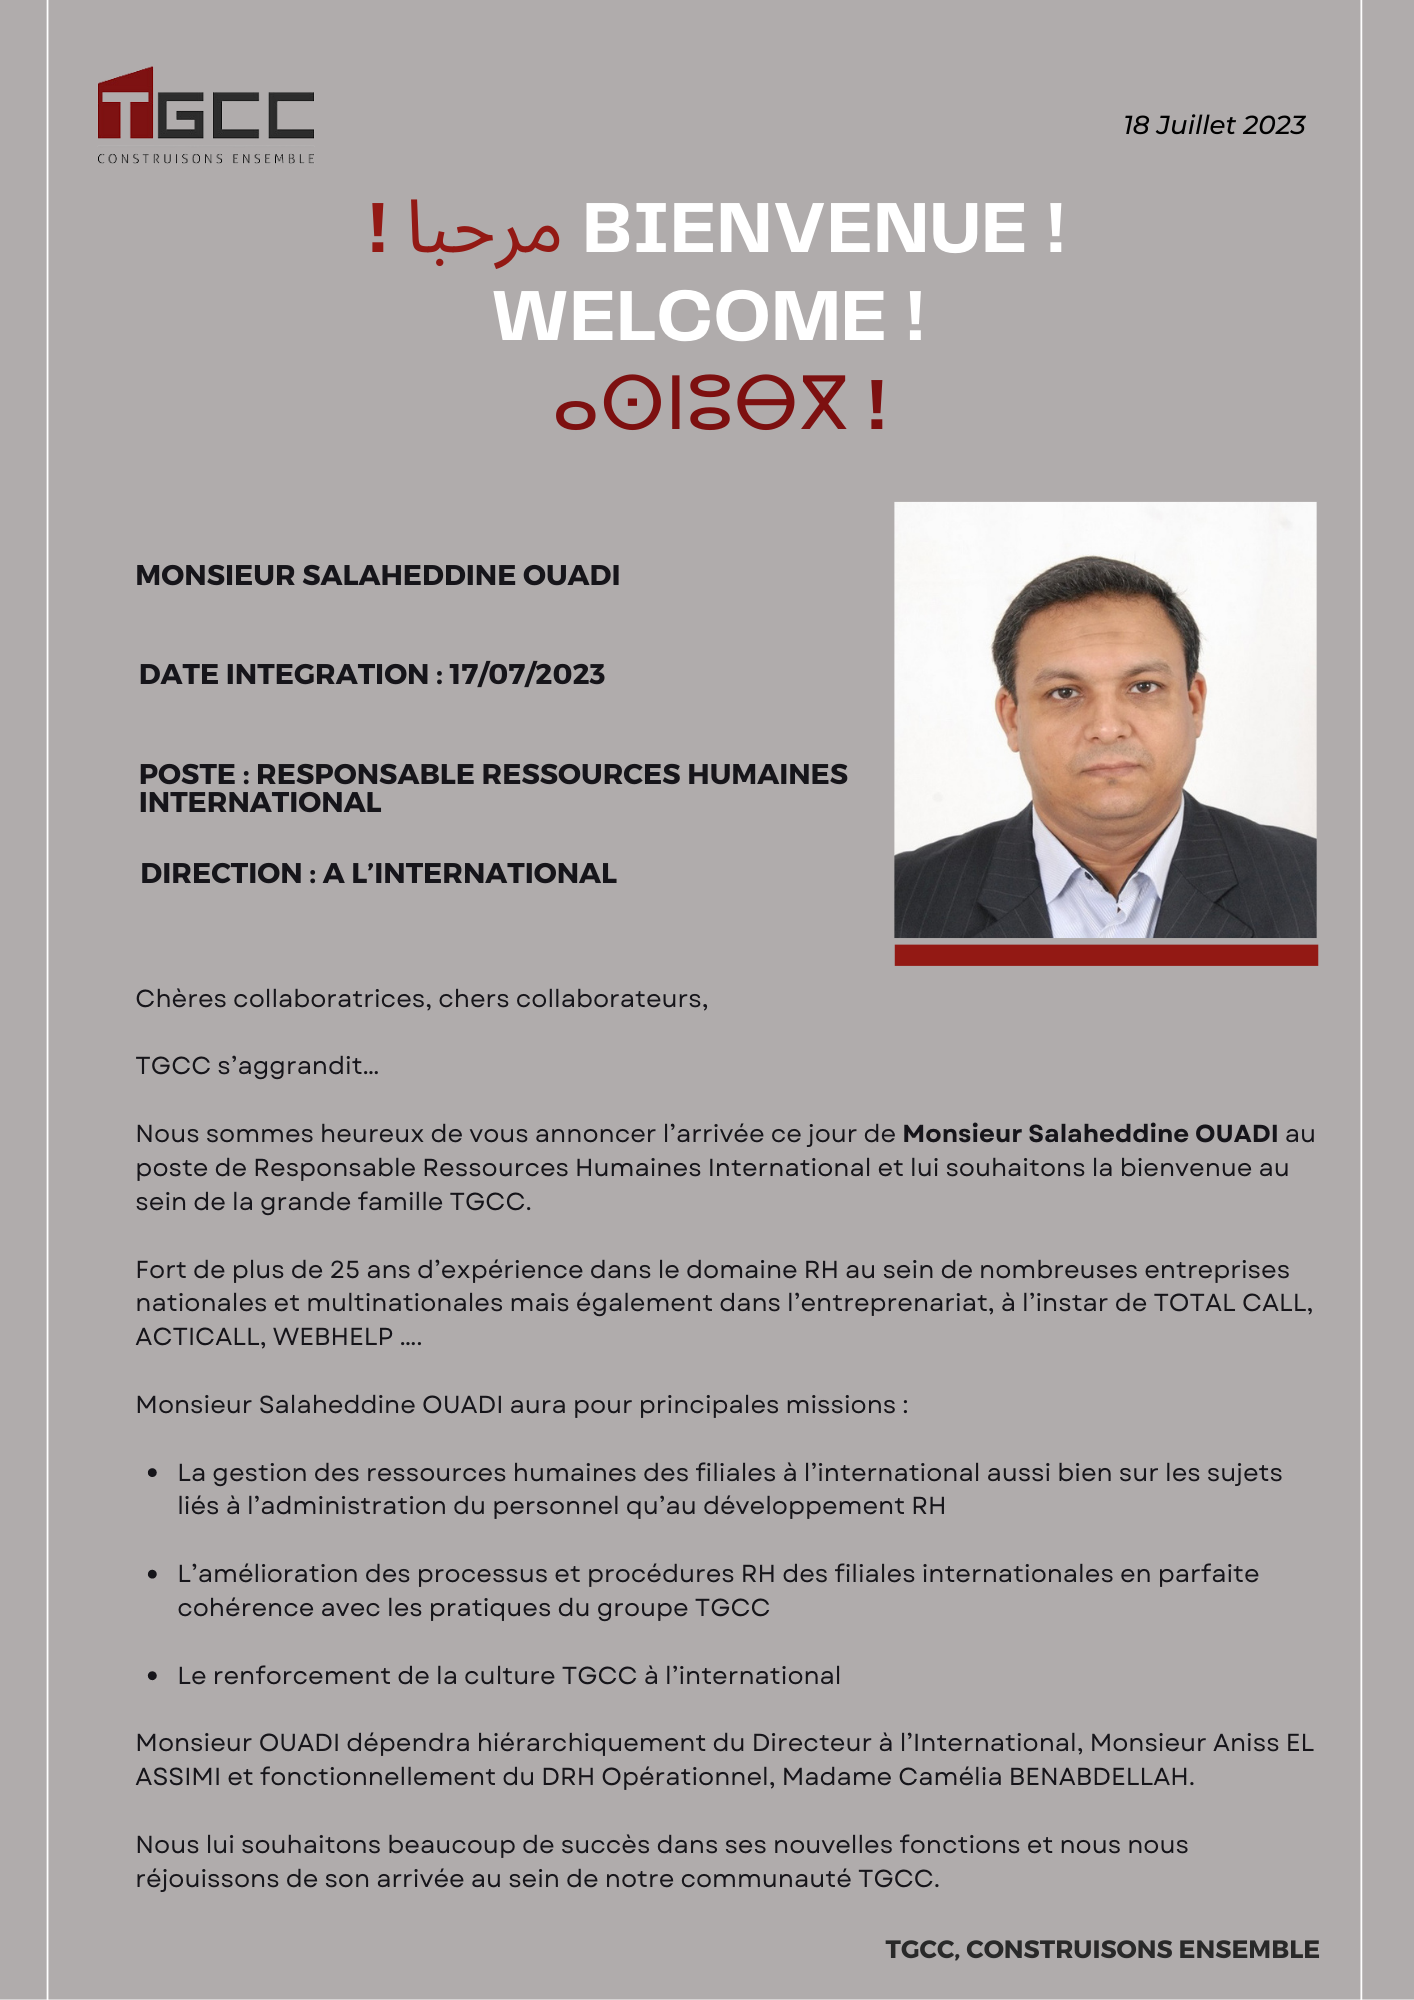 TGCC
CONSTRUISONS ENSEMBLE
18 Juillet 2023
مرحبا ! BIENVENUE !
WELCOME !
ⴰⵙⵏⵓⴱⴳ !
MONSIEUR SALAHEDDINE OUADI
DATE INTEGRATION : 17/07/2023
POSTE : RESPONSABLE RESSOURCES HUMAINES
INTERNATIONAL
DIRECTION : A L’INTERNATIONAL
Chères collaboratrices, chers collaborateurs,
TGCC s’aggrandit...
Nous sommes heureux de vous annoncer l’arrivée ce jour de Monsieur Salaheddine OUADI au
poste de Responsable Ressources Humaines International et lui souhaitons la bienvenue au
sein de la grande famille TGCC.
Fort de plus de 25 ans d’expérience dans le domaine RH au sein de nombreuses entreprises
nationales et multinationales mais également dans l’entreprenariat, à l’instar de TOTAL CALL,
ACTICALL, WEBHELP ....
Monsieur Salaheddine OUADI aura pour principales missions :
• La gestion des ressources humaines des filiales à l’international aussi bien sur les sujets
liés à l’administration du personnel qu’au développement RH
• L’amélioration des processus et procédures RH des filiales internationales en parfaite
cohérence avec les pratiques du groupe TGCC
• Le renforcement de la culture TGCC à l’international
Monsieur OUADI dépendra hiérarchiquement du Directeur à l’International, Monsieur Aniss EL
ASSIMI et fonctionnellement du DRH Opérationnel, Madame Camélia BENABDELLAH.
Nous lui souhaitons beaucoup de succès dans ses nouvelles fonctions et nous nous
réjouissons de son arrivée au sein de notre communauté TGCC.
TGCC, CONSTRUISONS ENSEMBLE